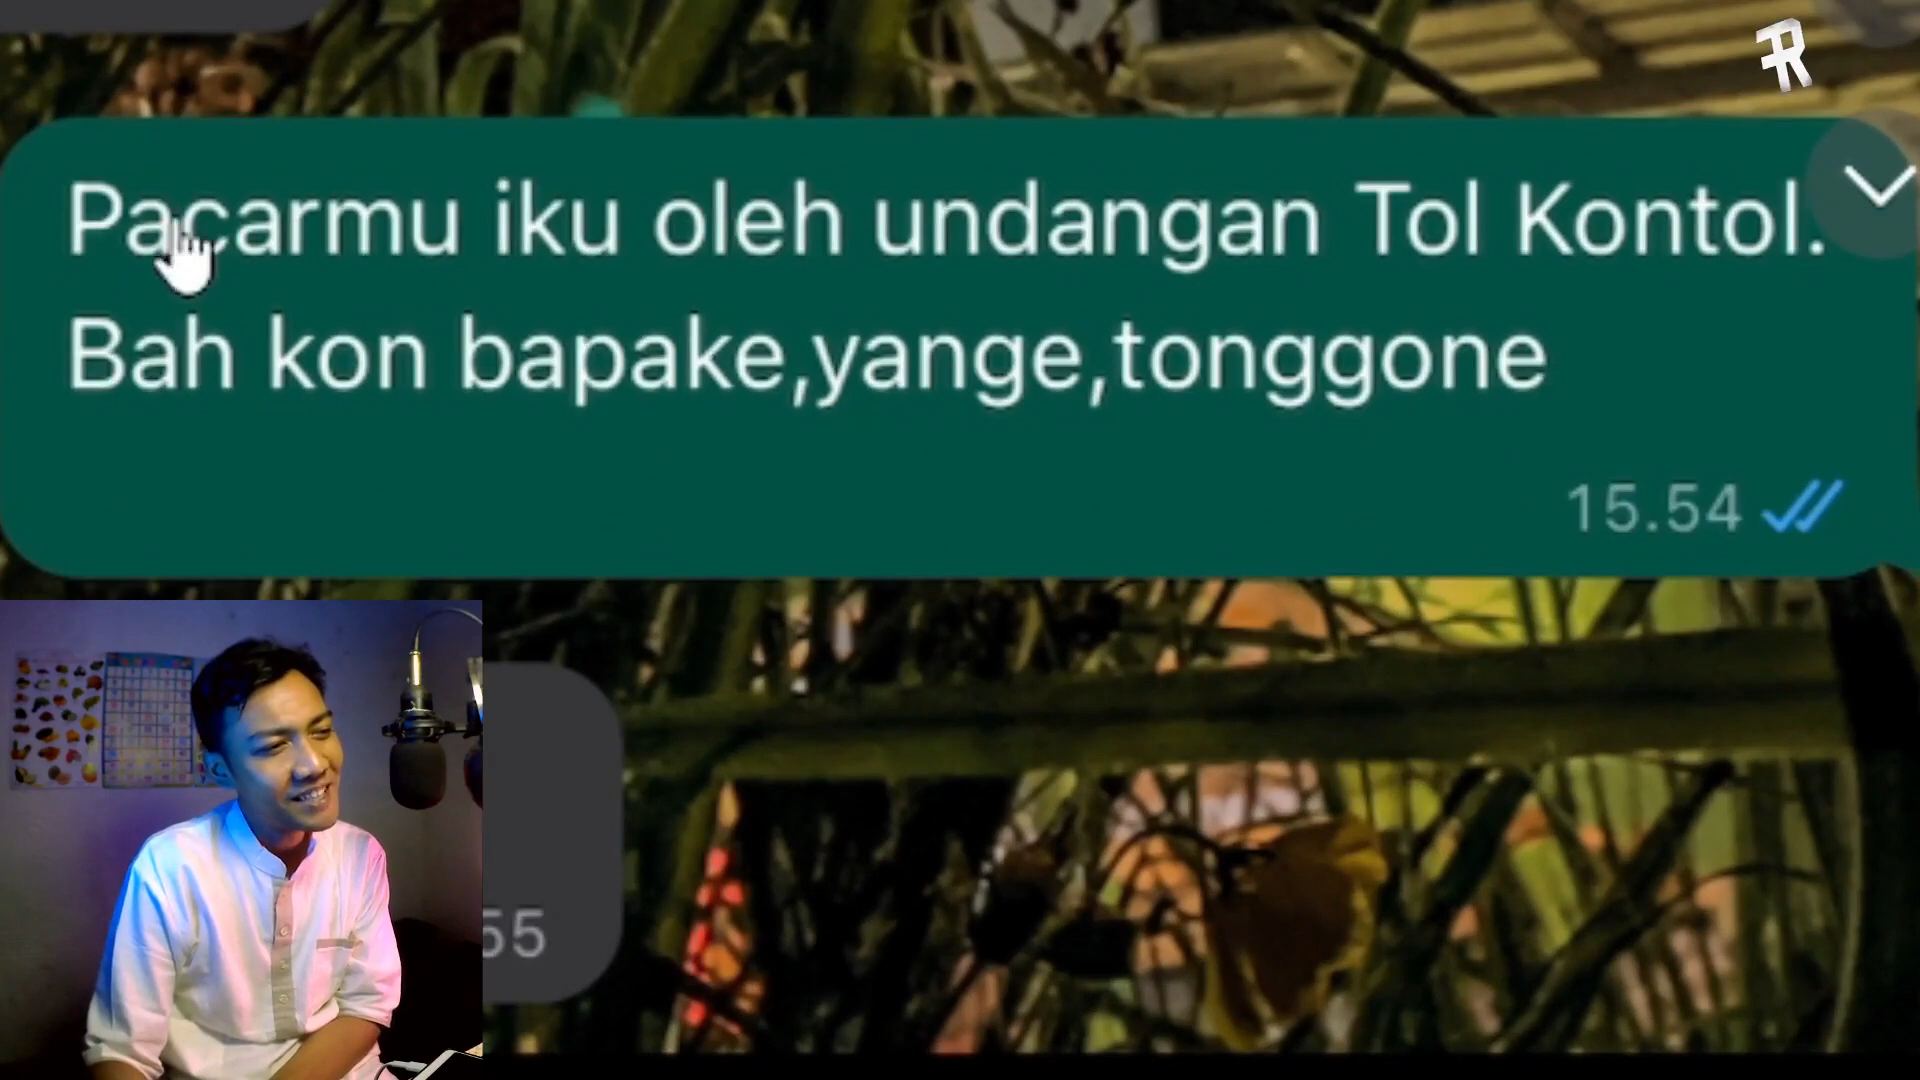 Pacarmu iku oleh undangan Tol Kontol.
Bah kon bapake,yange,tonggone
15.54
55